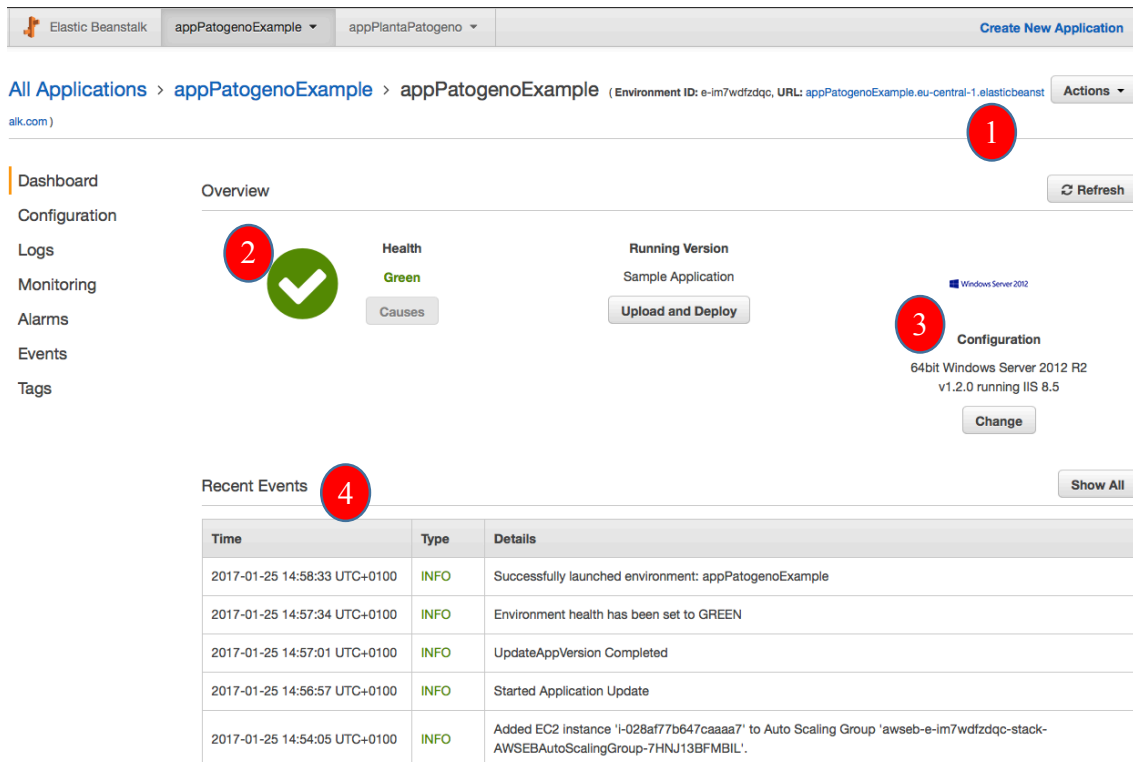 Elastic Beanstalk appPatogenoExample appPlantaPatogeno Create New Application
All Applications > appPatogenoExample > appPatogenoExample ( Environment ID: e-im7wdfzdqc, URL: appPatogenoExample.eu-central-1.elasticbeanst Actions
alk.com )
1
Dashboard
Configuration
Logs
Monitoring
Alarms
Events
Tags
Overview
Refresh
2
Health
Green
Causes
Running Version
Sample Application
Upload and Deploy
Windows Server 2012
3
Configuration
64bit Windows Server 2012 R2
v1.2.0 running IIS 8.5
Change
Recent Events
4
Show All
Time Type Details
2017-01-25 14:58:33 UTC+0100 INFO Successfully launched environment: appPatogenoExample
2017-01-25 14:57:34 UTC+0100 INFO Environment health has been set to GREEN
2017-01-25 14:57:01 UTC+0100 INFO UpdateAppVersion Completed
2017-01-25 14:56:57 UTC+0100 INFO Started Application Update
2017-01-25 14:54:05 UTC+0100 INFO Added EC2 instance 'i-028af77b647caaaa7' to Auto Scaling Group 'awseb-e-im7wdfzdqc-stack-
AWSEBAutoScalingGroup-7HNJ13BFMBIL'.